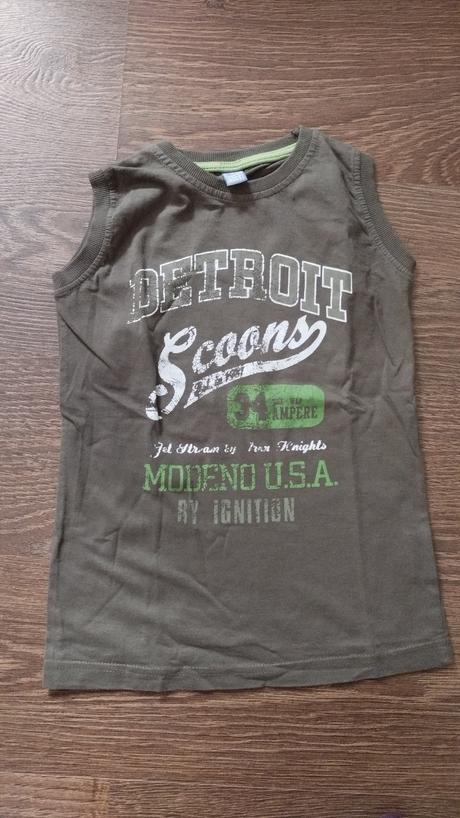 DETROIT
Scoons
34 AMPERE
Jet Stream by Iron Knights
MODENO U.S.A.
BY IGNITION